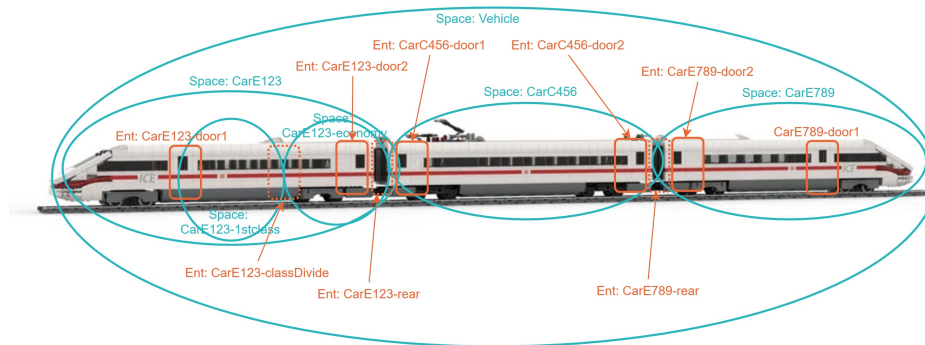 Space: Vehicle
Ent: CarC456-door1
Ent: CarC456-door2
Ent: CarE123-door2
Ent: CarE789-door2
Space: CarE123
Space: CarC456
Space: CarE789
Space:
CarE123-economy
Ent: CarE123-door1
CarE789-door1
ICE
Space:
CarE123-1stclass
Ent: CarE123-classDivide
Ent: CarE123-rear
Ent: CarE789-rear